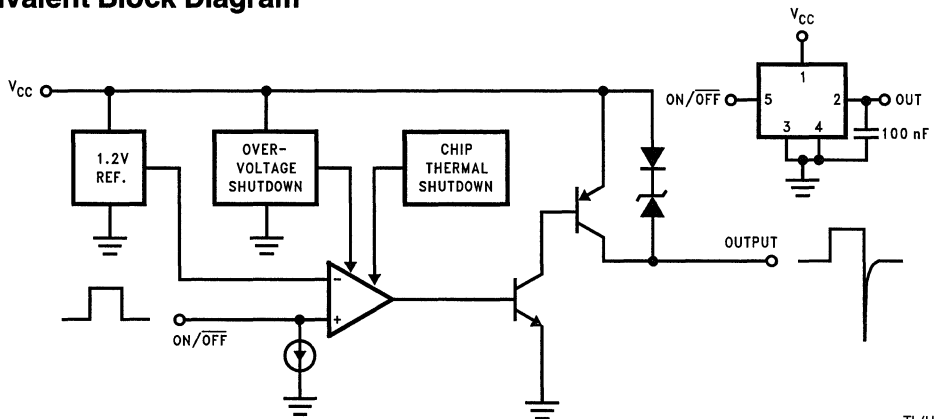 ivalent Block Diagram
VCC
1.2V
REF.
OVER-
VOLTAGE
SHUTDOWN
CHIP
THERMAL
SHUTDOWN
-
+
ON/OFF
OUTPUT
VCC
1
ON/OFF
5
2
OUT
3
4
100 nF